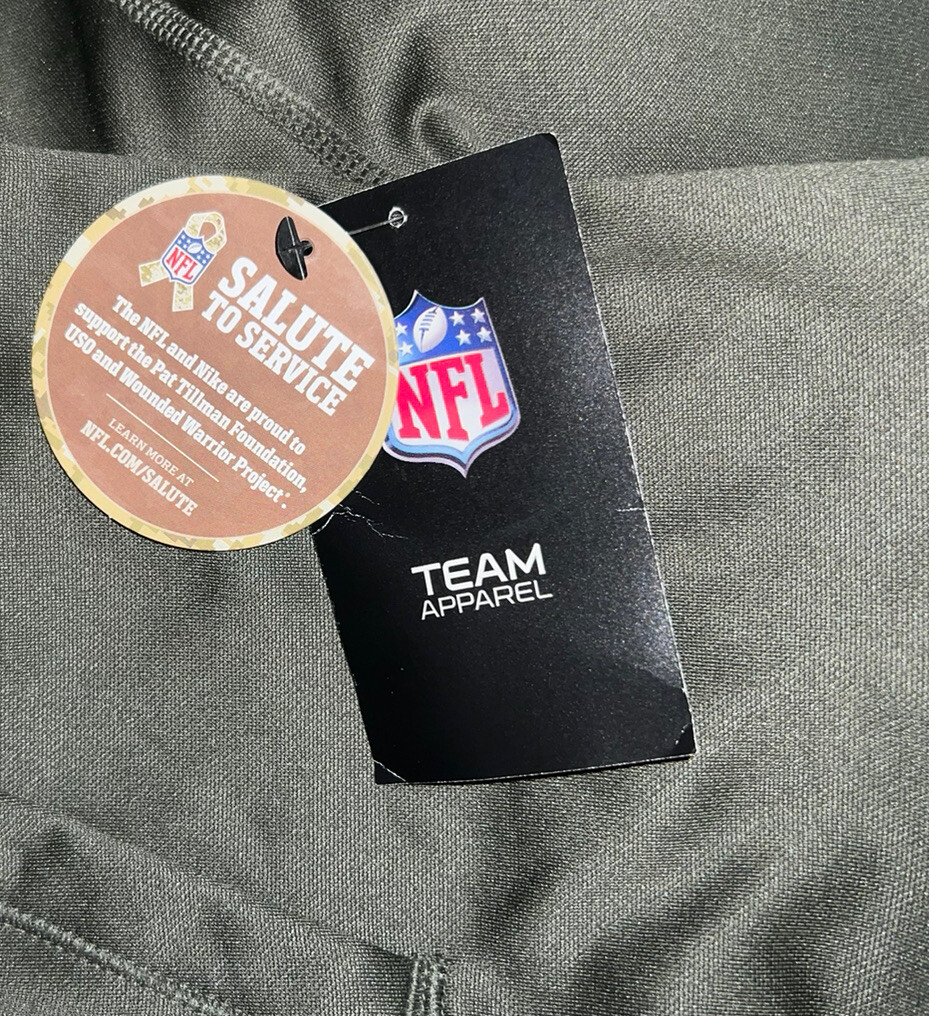 NFL
SALUTE
TO SERVICE
The NFL and Nike are proud to
support the Pat Tillman Foundation,
USO and Wounded Warrior Project®.
LEARN MORE AT
NFL.COM/SALUTE
NFL
TEAM
APPAREL